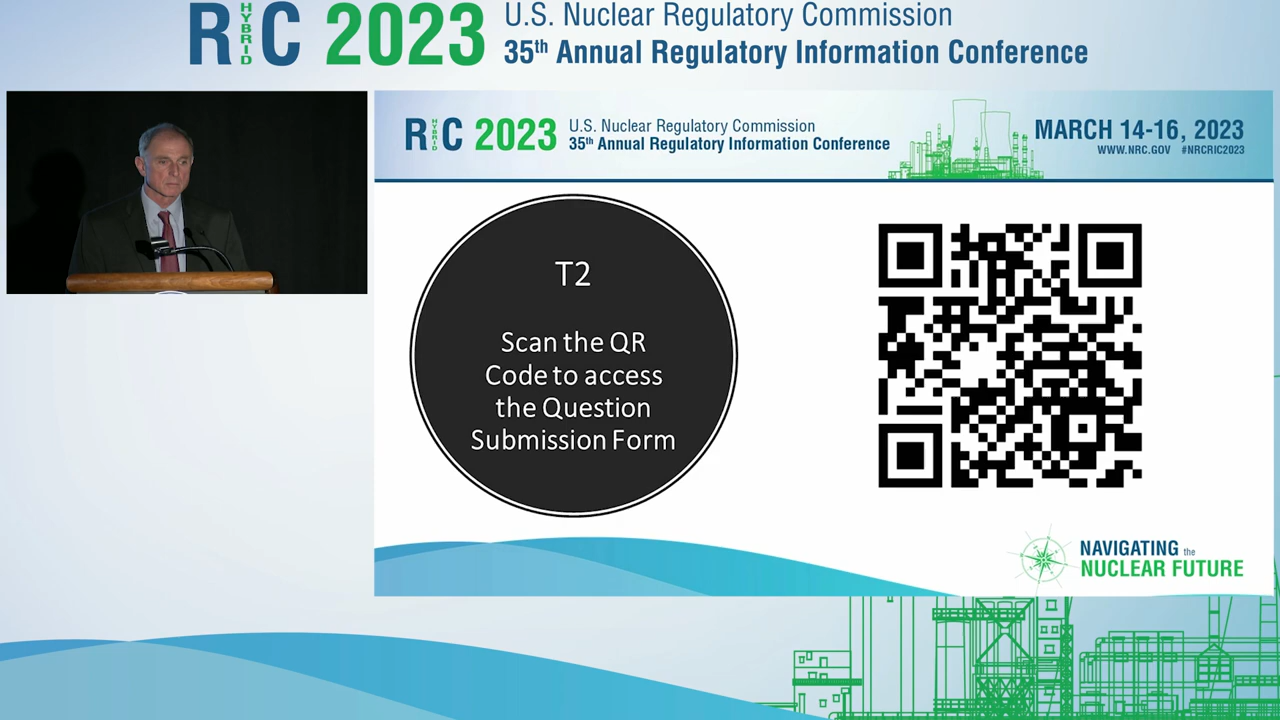 RIC 2023
HYBRID
U.S. Nuclear Regulatory Commission
35th Annual Regulatory Information Conference
RIC 2023
HYBRID
U.S. Nuclear Regulatory Commission
35th Annual Regulatory Information Conference
MARCH 14-16, 2023
WWW.NRC.GOV #NRCRIC2023
T2
Scan the QR
Code to access
the Question
Submission Form
NAVIGATING the
NUCLEAR FUTURE